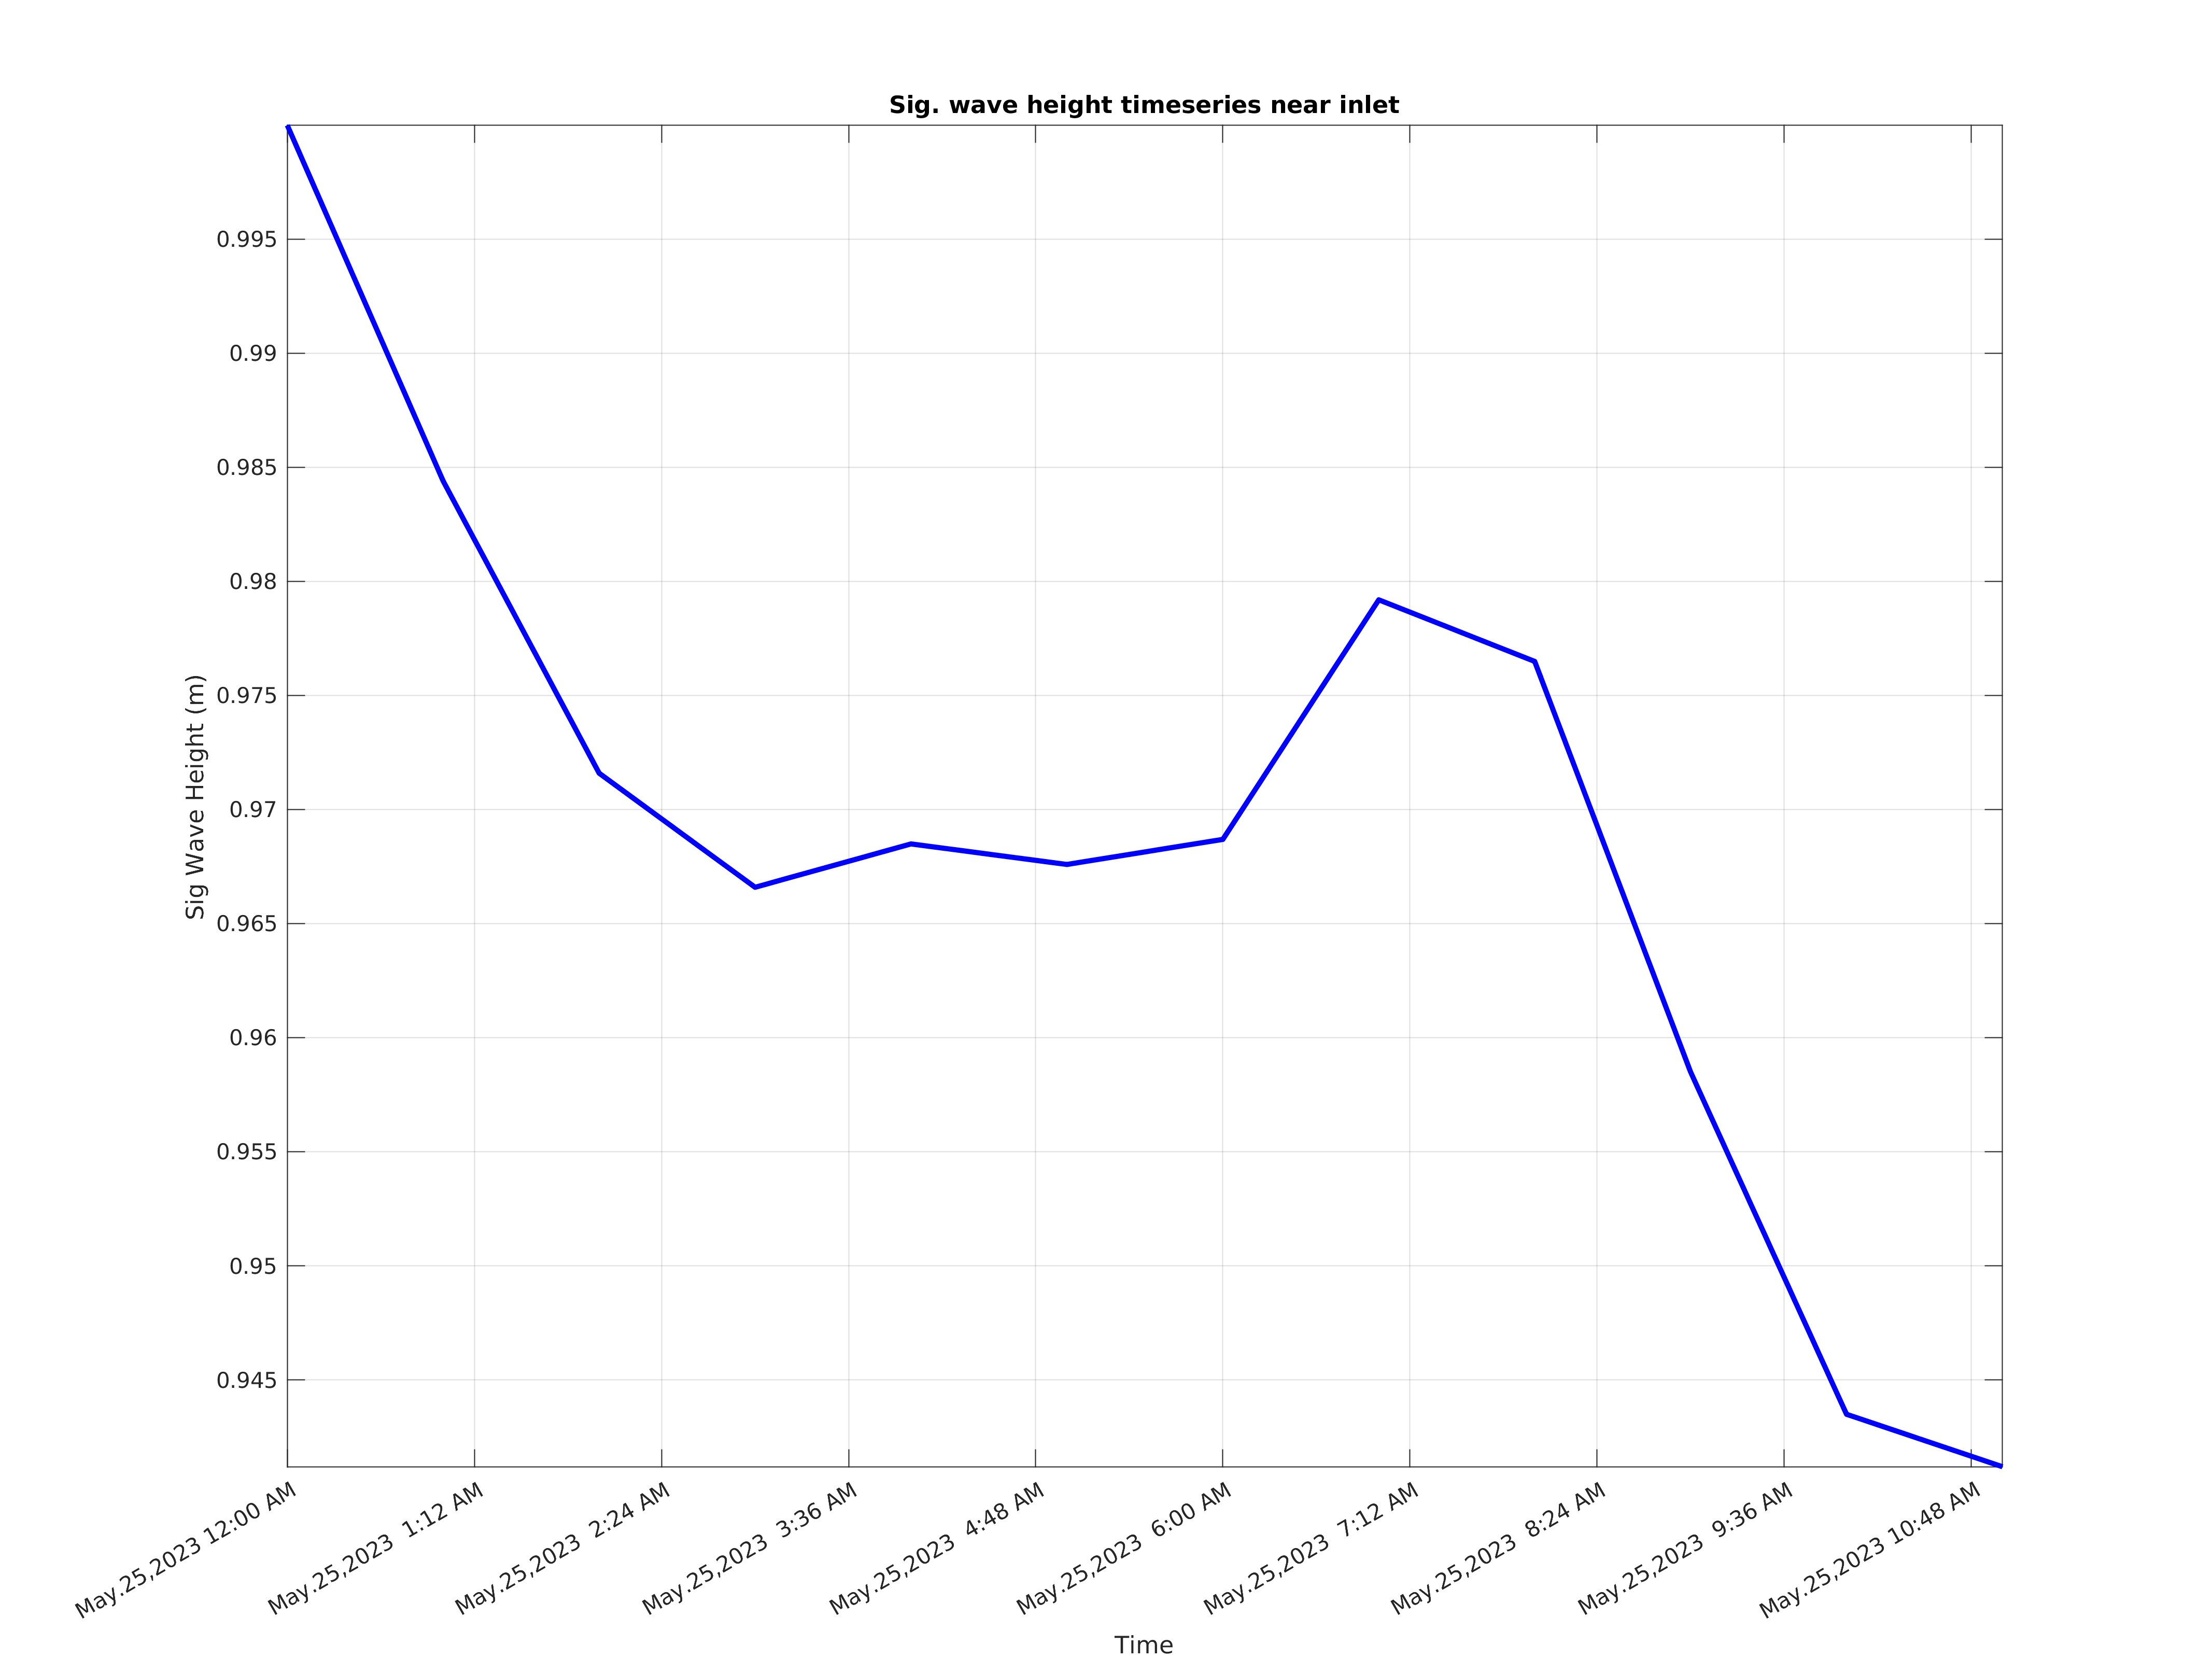 Sig. wave height timeseries near inlet
0.995
0.99
0.985
0.98
0.975
0.97
0.965
0.96
0.955
0.95
0.945
Sig Wave Height (m)
May.25,2023 12:00 AM
May.25,2023  1:12 AM
May.25,2023  2:24 AM
May.25,2023  3:36 AM
May.25,2023  4:48 AM
May.25,2023  6:00 AM
May.25,2023  7:12 AM
May.25,2023  8:24 AM
May.25,2023  9:36 AM
May.25,2023 10:48 AM
Time